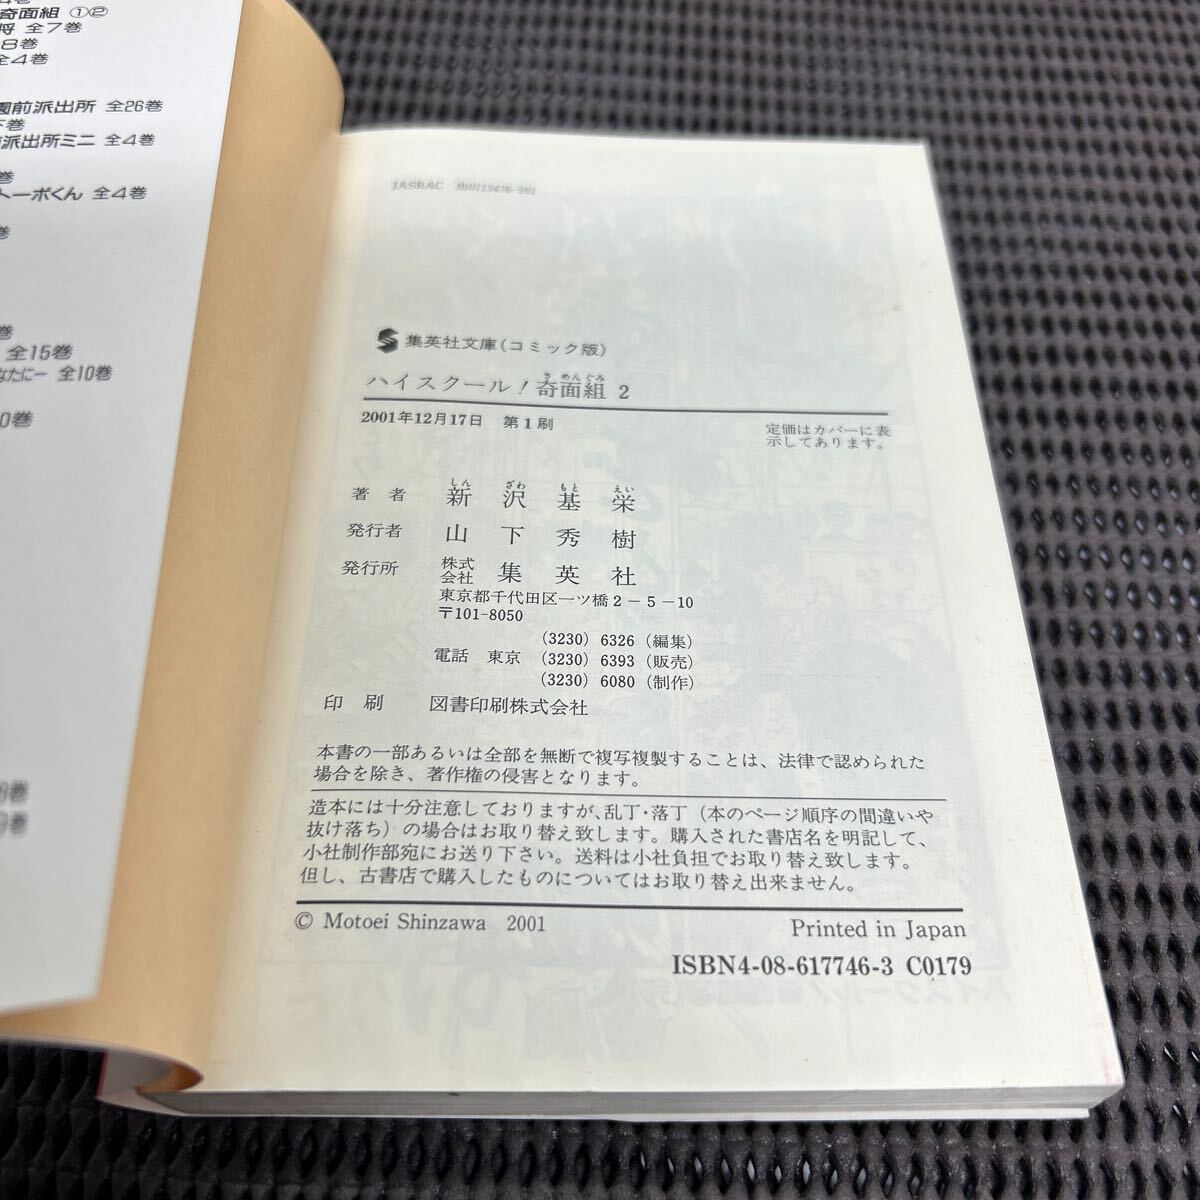 奇面組 ①②
将 全7巻
8巻
全4巻
園前派出所 全26巻
下巻
派出所ミニ 全4巻
巻
トーボくん 全4巻
巻
巻
全15巻
なたにー 全10巻
0巻
巻
巻
JASRAC
集英社文庫(コミック版)
ハイスクール!奇面組 2
き めんぐみ
2001年12月17日 第1刷
定価はカバーに表
示してあります。
著者 新沢基栄
しん ざわ もと えい
発行者 山下秀樹
発行所 株式会社 集英社
東京都千代田区一ツ橋2-5-10
〒101-8050
(3230) 6326 (編集)
電話 東京 (3230) 6393 (販売)
(3230) 6080 (制作)
印刷 図書印刷株式会社
本書の一部あるいは全部を無断で複写複製することは、法律で認められた
場合を除き、著作権の侵害となります。
造本には十分注意しておりますが、乱丁・落丁(本のページ順序の間違いや
抜け落ち)の場合はお取り替え致します。購入された書店名を明記して、
小社制作部宛にお送り下さい。送料は小社負担でお取り替え致します。
但し、古書店で購入したものについてはお取り替え出来ません。
© Motoei Shinzawa 2001
Printed in Japan
ISBN4-08-617746-3 C0179